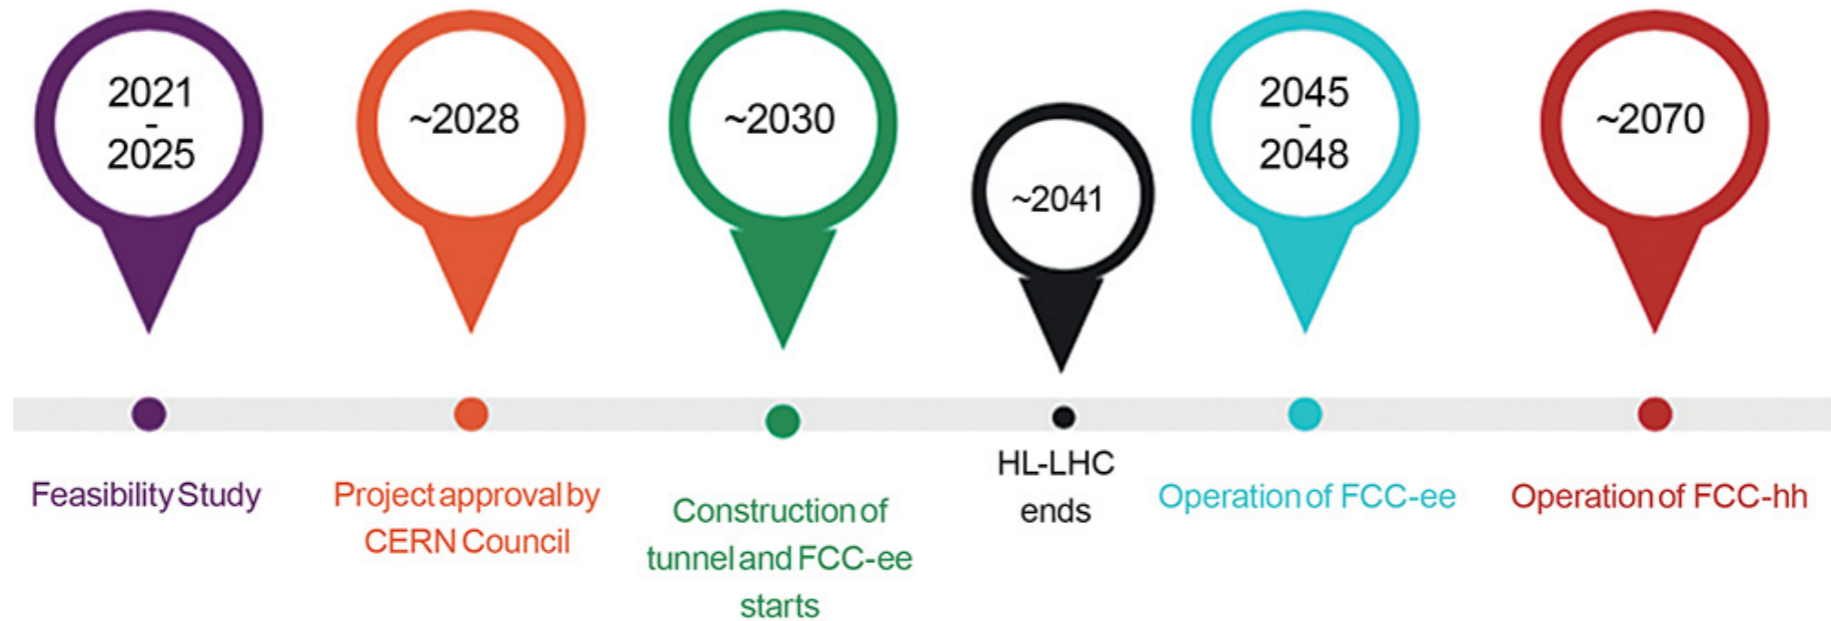 2021
-
2025
~2028
~2030
~2041
2045
-
2048
~2070
Feasibility Study
Project approval by
CERN Council
Construction of
tunnel and FCC-ee
starts
HL-LHC
ends
Operation of FCC-ee
Operation of FCC-hh